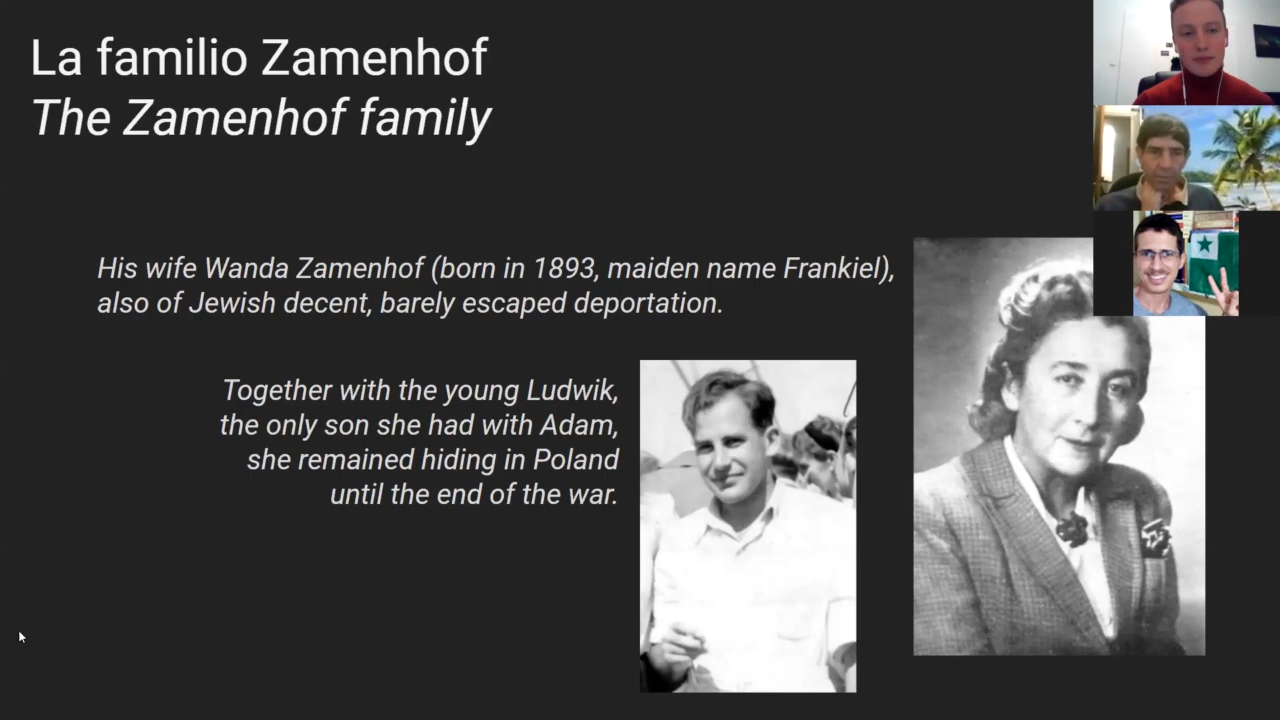 La familio Zamenhof
The Zamenhof family
His wife Wanda Zamenhof (born in 1893, maiden name Frankiel),
also of Jewish decent, barely escaped deportation.
Together with the young Ludwik,
the only son she had with Adam,
she remained hiding in Poland
until the end of the war.